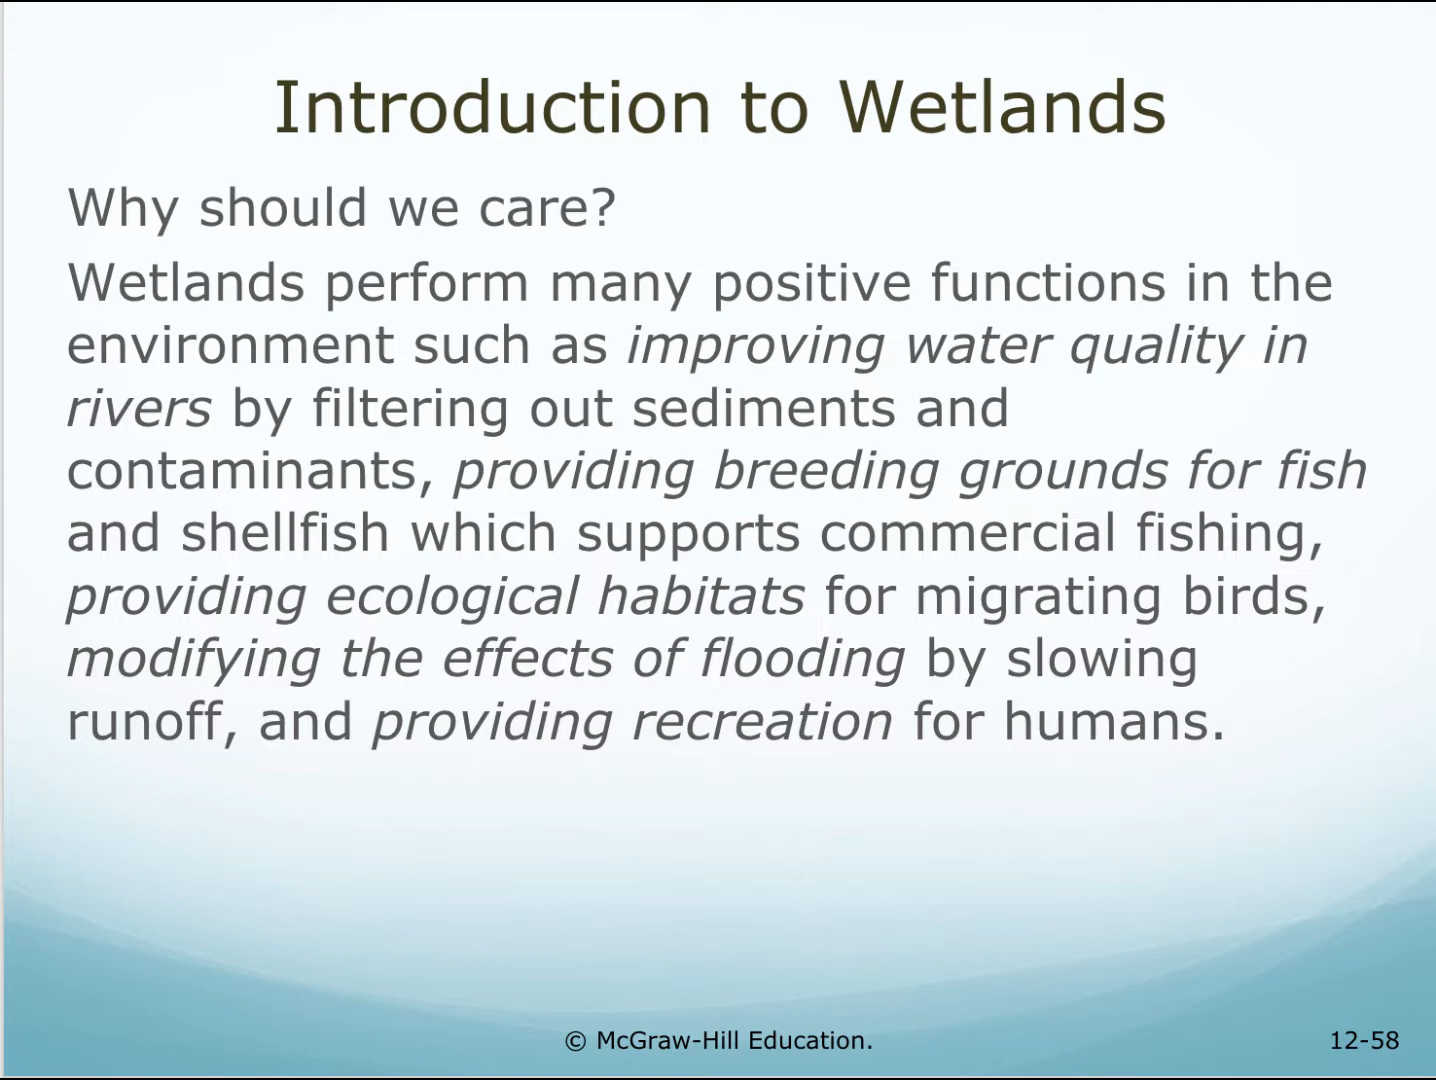 Introduction to Wetlands
Why should we care?
Wetlands perform many positive functions in the
environment such as improving water quality in
rivers by filtering out sediments and
contaminants, providing breeding grounds for fish
and shellfish which supports commercial fishing,
providing ecological habitats for migrating birds,
modifying the effects of flooding by slowing
runoff, and providing recreation for humans.
© McGraw-Hill Education.
12-58